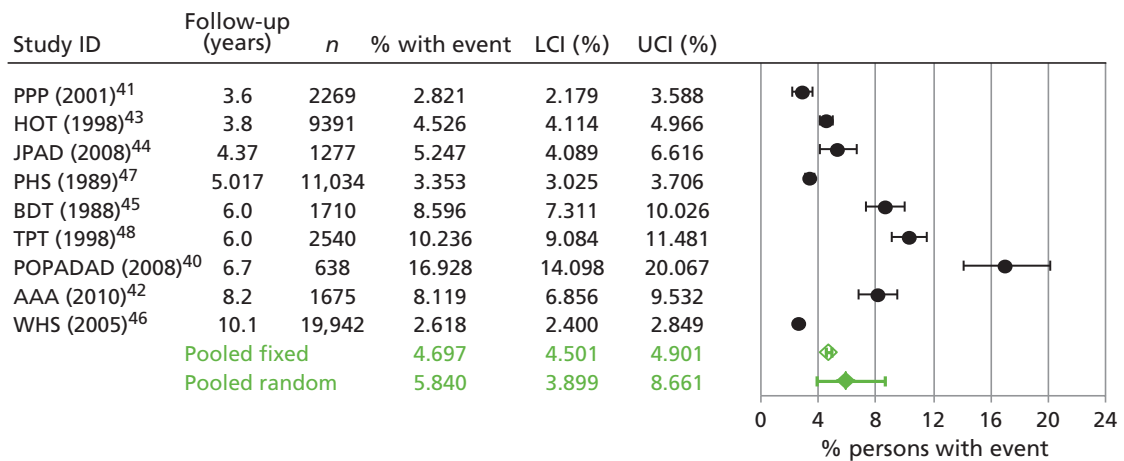 Follow-up
Study ID (years) n % with event LCI (%) UCI (%)
PPP (2001)41 3.6 2269 2.821 2.179 3.588
HOT (1998)43 3.8 9391 4.526 4.114 4.966
JPAD (2008)44 4.37 1277 5.247 4.089 6.616
PHS (1989)47 5.017 11,034 3.353 3.025 3.706
BDT (1988)45 6.0 1710 8.596 7.311 10.026
TPT (1998)48 6.0 2540 10.236 9.084 11.481
POPADAD (2008)40 6.7 638 16.928 14.098 20.067
AAA (2010)42 8.2 1675 8.119 6.856 9.532
WHS (2005)46 10.1 19,942 2.618 2.400 2.849
Pooled fixed 4.697 4.501 4.901
Pooled random 5.840 3.899 8.661
0 4 8 12 16 20 24
% persons with event